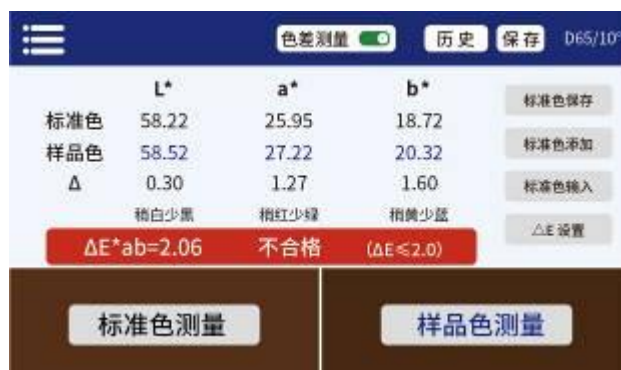 色差测量 历史 保存 D65/10°
L* a* b*
标准色 58.22 25.95 18.72
样品色 58.52 27.22 20.32
Δ 0.30 1.27 1.60
稍白少黑 稍红少绿 稍黄少蓝
ΔE*ab=2.06 不合格 (ΔE≤2.0)
标准色保存
标准色添加
标准色输入
△E 设置
标准色测量 样品色测量